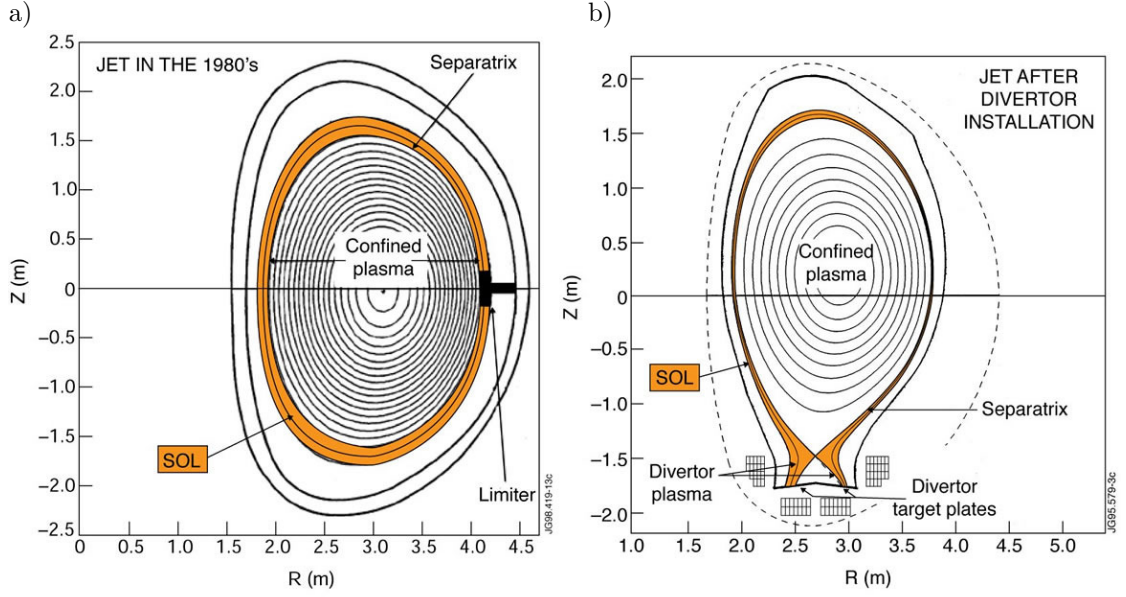 a)
JET IN THE 1980's
Separatrix
Confined
plasma
SOL
Limiter
Z (m)
2.5
2.0
1.5
1.0
0.5
0
−0.5
−1.0
−1.5
−2.0
−2.5
0 0.5 1.0 1.5 2.0 2.5 3.0 3.5 4.0 4.5
R (m)
JG98.419-13c
b)
JET AFTER
DIVERTOR
INSTALLATION
Confined
plasma
SOL
Separatrix
Divertor
plasma
Divertor
target plates
Z (m)
2.0
1.5
1.0
0.5
0
−0.5
−1.0
−1.5
−2.0
1.0 1.5 2.0 2.5 3.0 3.5 4.0 4.5 5.0
R (m)
JG95.579-3c